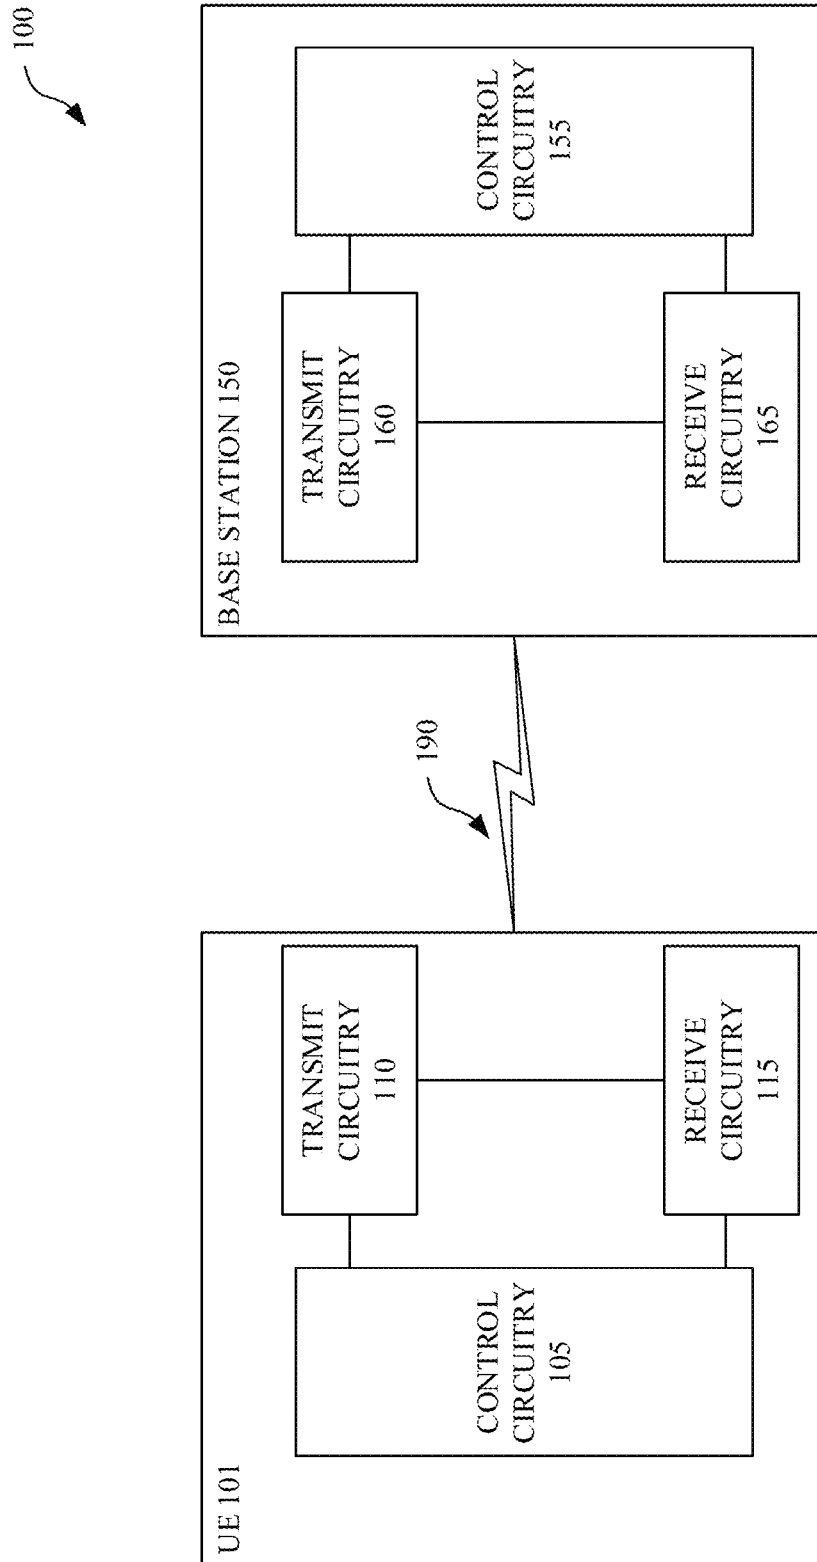 100
UE 101
CONTROL
CIRCUITRY
105
TRANSMIT
CIRCUITRY
110
RECEIVE
CIRCUITRY
115
190
BASE STATION 150
TRANSMIT
CIRCUITRY
160
RECEIVE
CIRCUITRY
165
CONTROL
CIRCUITRY
155